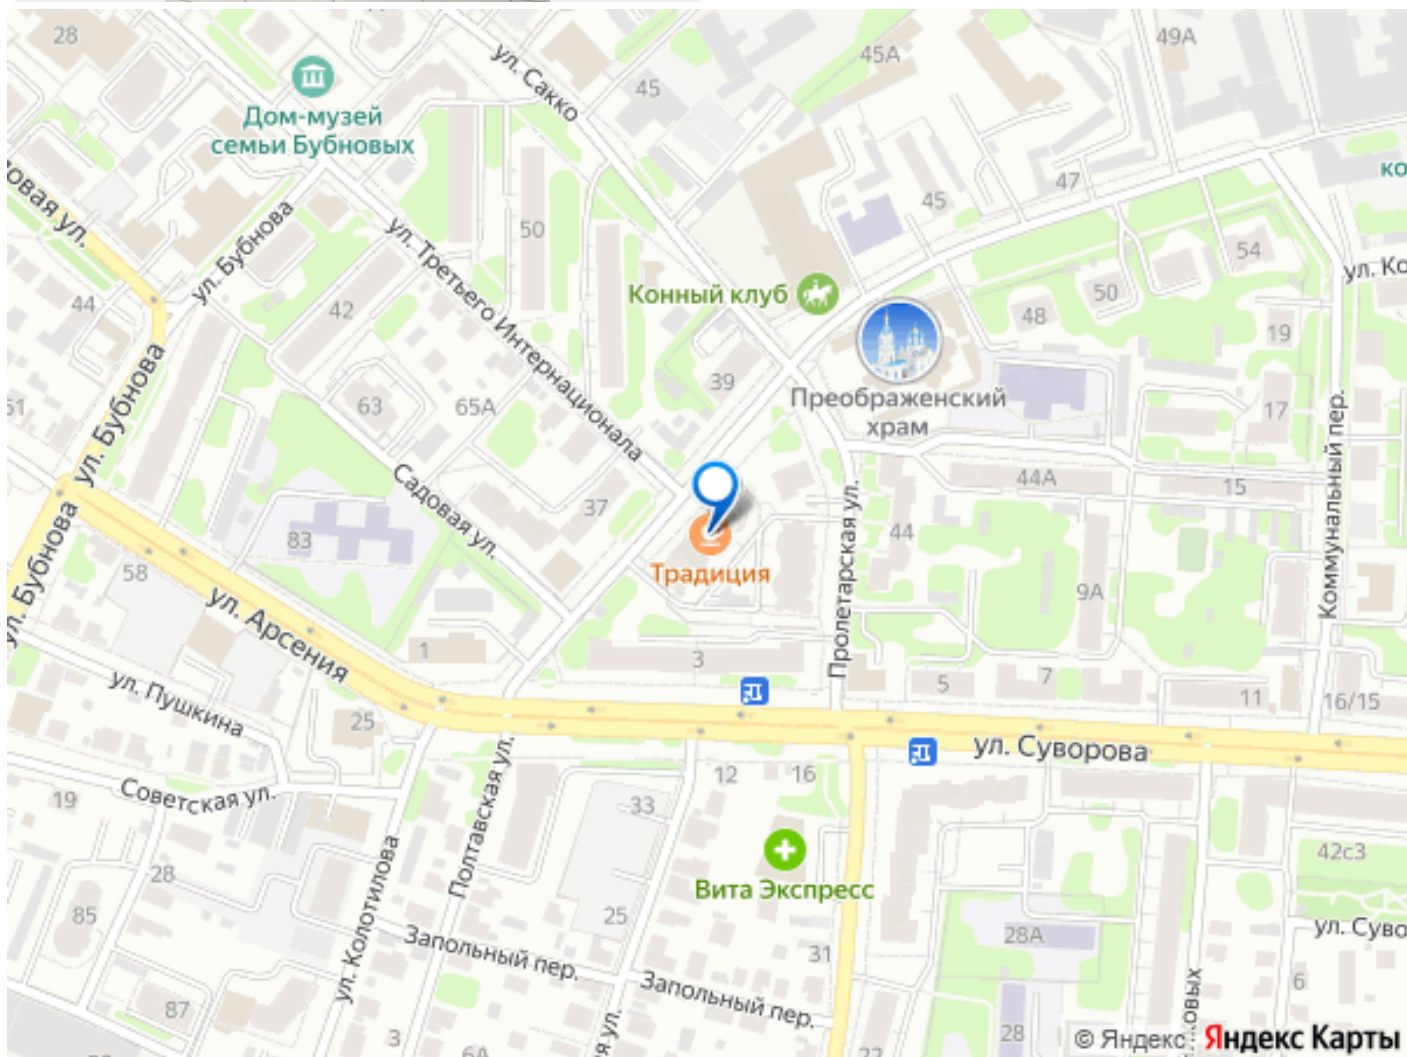 28
49А
45А
45
Дом-музей
семьи Бубновых
ул. Сакко
47
ко
45
овая ул.
ул. Бубнова
50
ул. Третьего Интернационала
54
ул. Ко
44
42
Конный клуб
50
48
19
39
Преображенский
храм
51
63
65А
17
ул. Бубнова
Садовая ул.
37
44А
15
Коммунальный пер.
83
44
Пролетарская ул.
Традиция
58
ул. Бубнова
9А
ул. Арсения
1
3
5
7
11
16/15
ул. Пушкина
25
ул. Суворова
12
16
19
Советская ул.
33
Полтавская ул.
42с3
28
ул. Колотилова
Вита Экспресс
85
25
ул. Суво
28А
Запольный пер.
31
6
Запольный пер.
87
овых
3
6А
я ул.
22
28
© Яндекс
Яндекс Карты